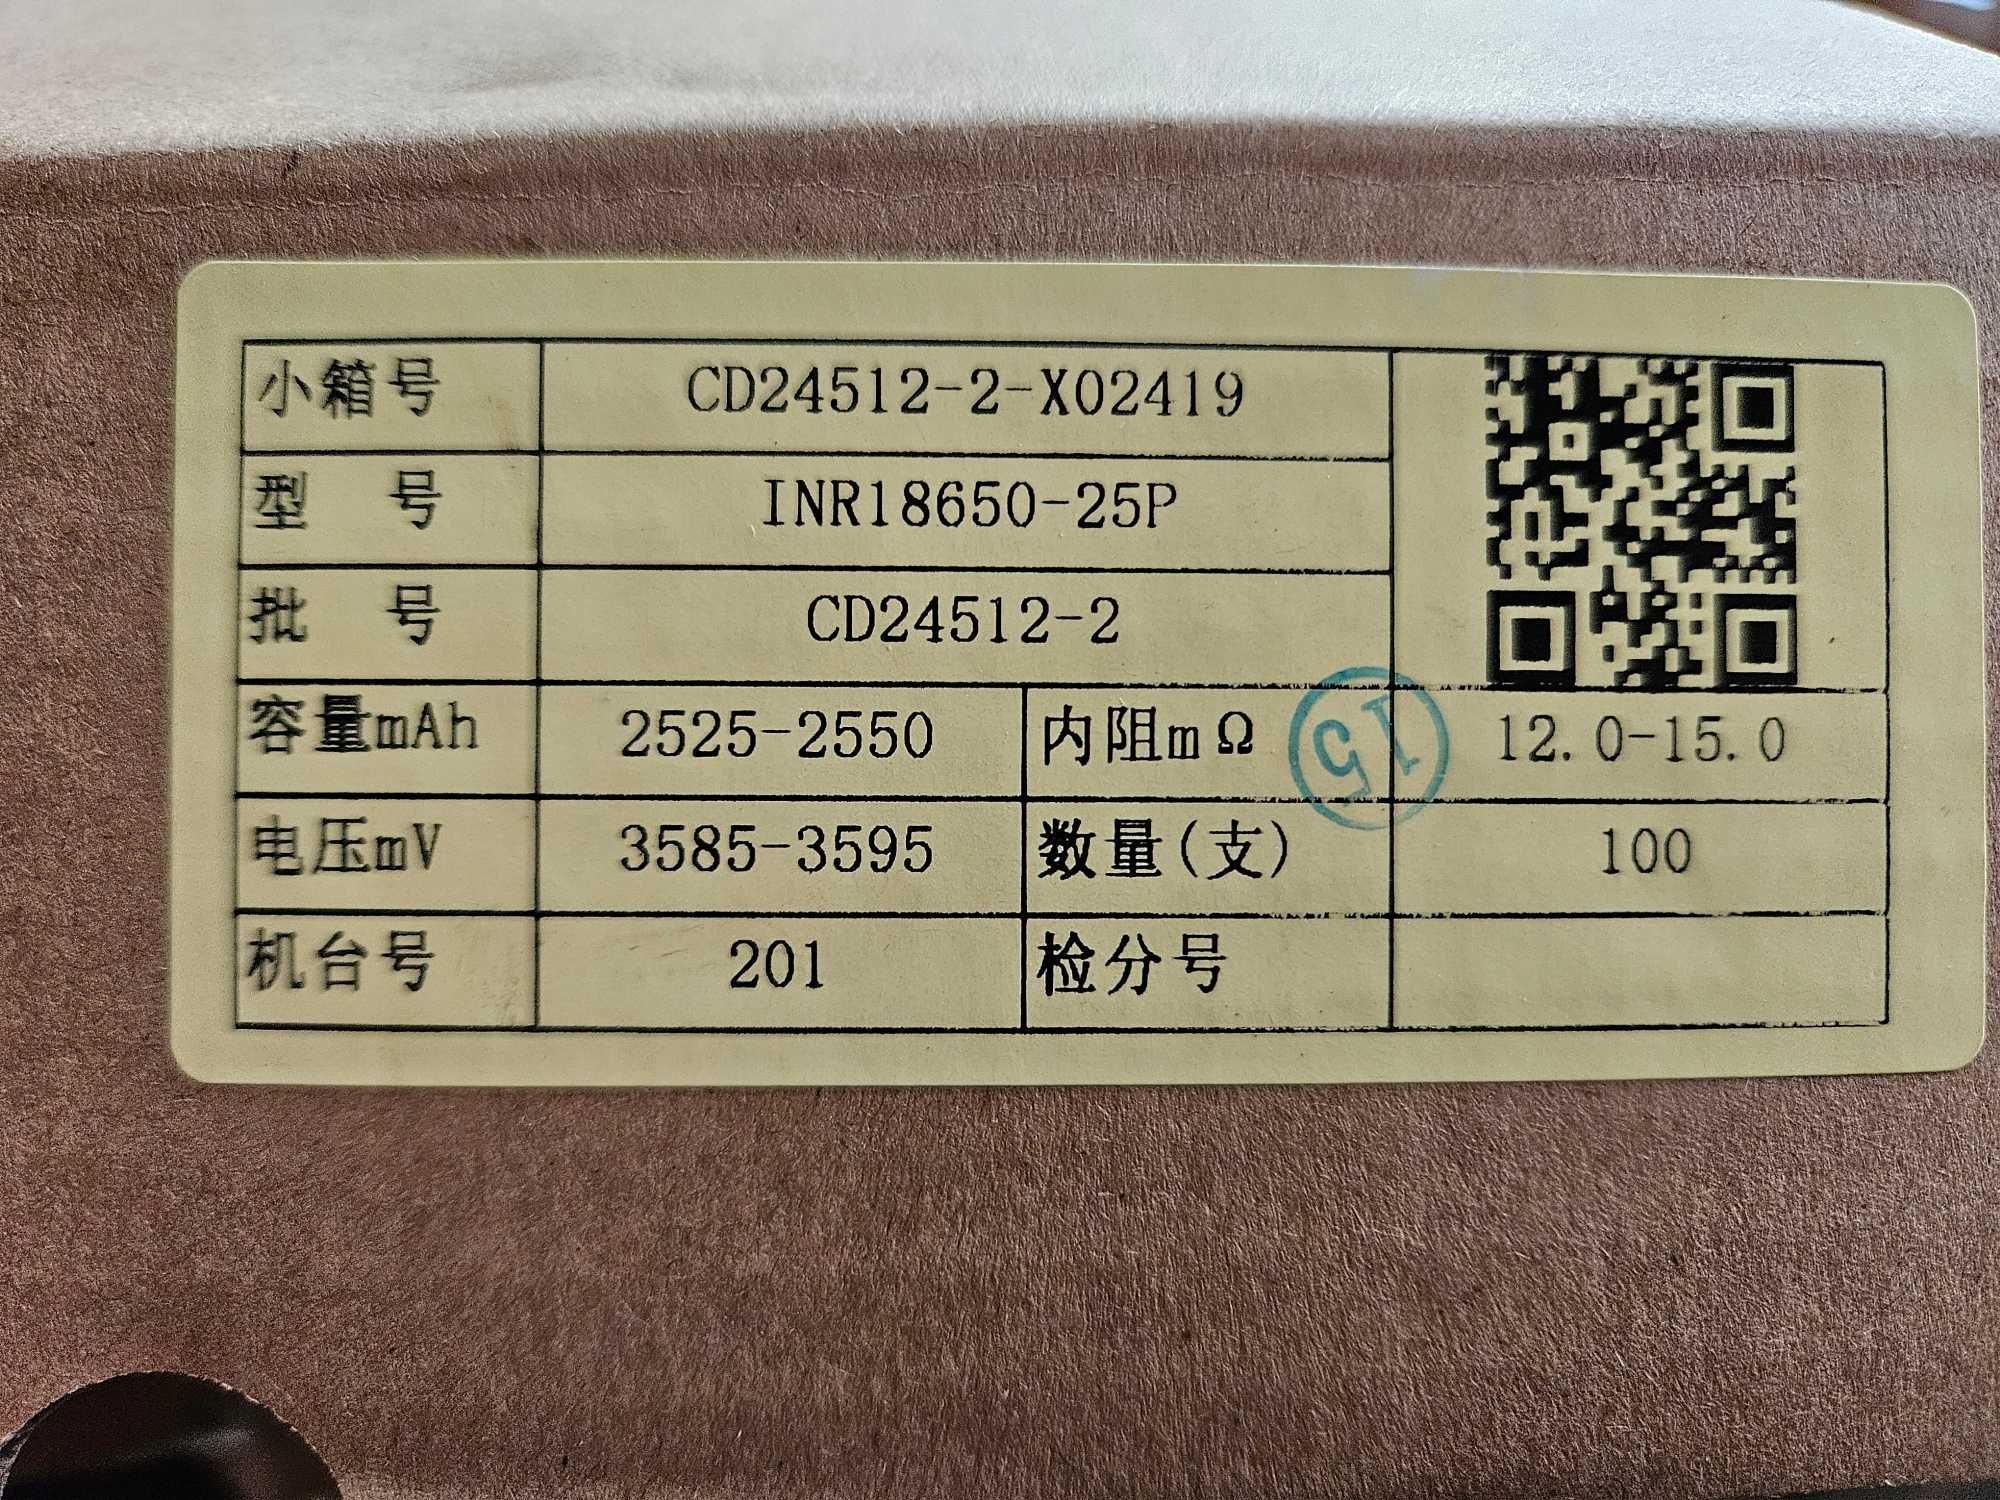 小箱号 CD24512-2-X02419
型 号 INR18650-25P
批 号 CD24512-2
容量mAh 2525-2550 内阻mΩ 12.0-15.0
15
电压mV 3585-3595 数量(支) 100
机台号 201 检分号